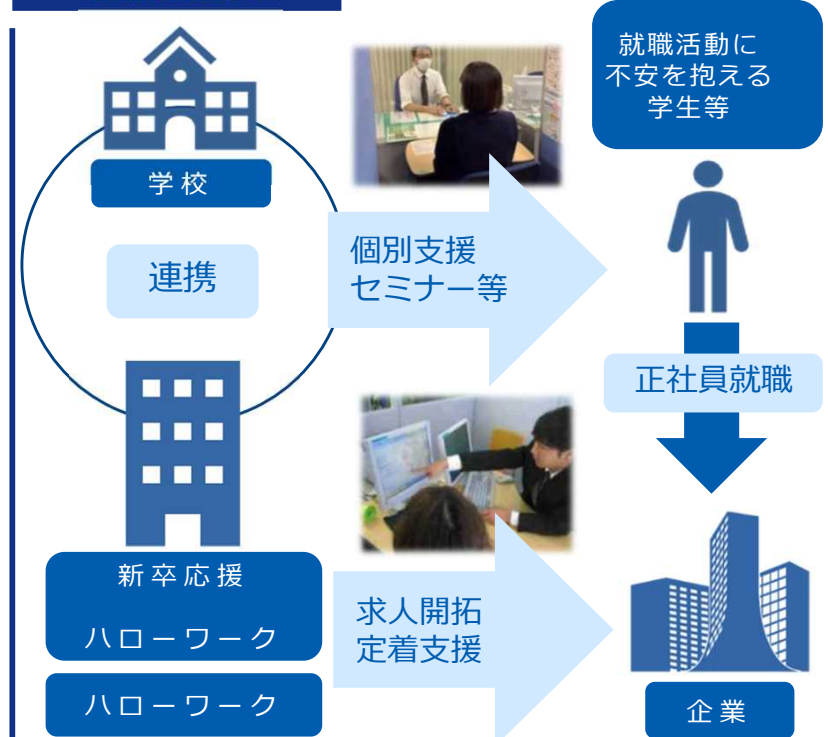 学校
連携
新卒応援
ハローワーク
ハローワーク
個別支援
セミナー等
求人開拓
定着支援
就職活動に
不安を抱える
学生等
正社員就職
企業